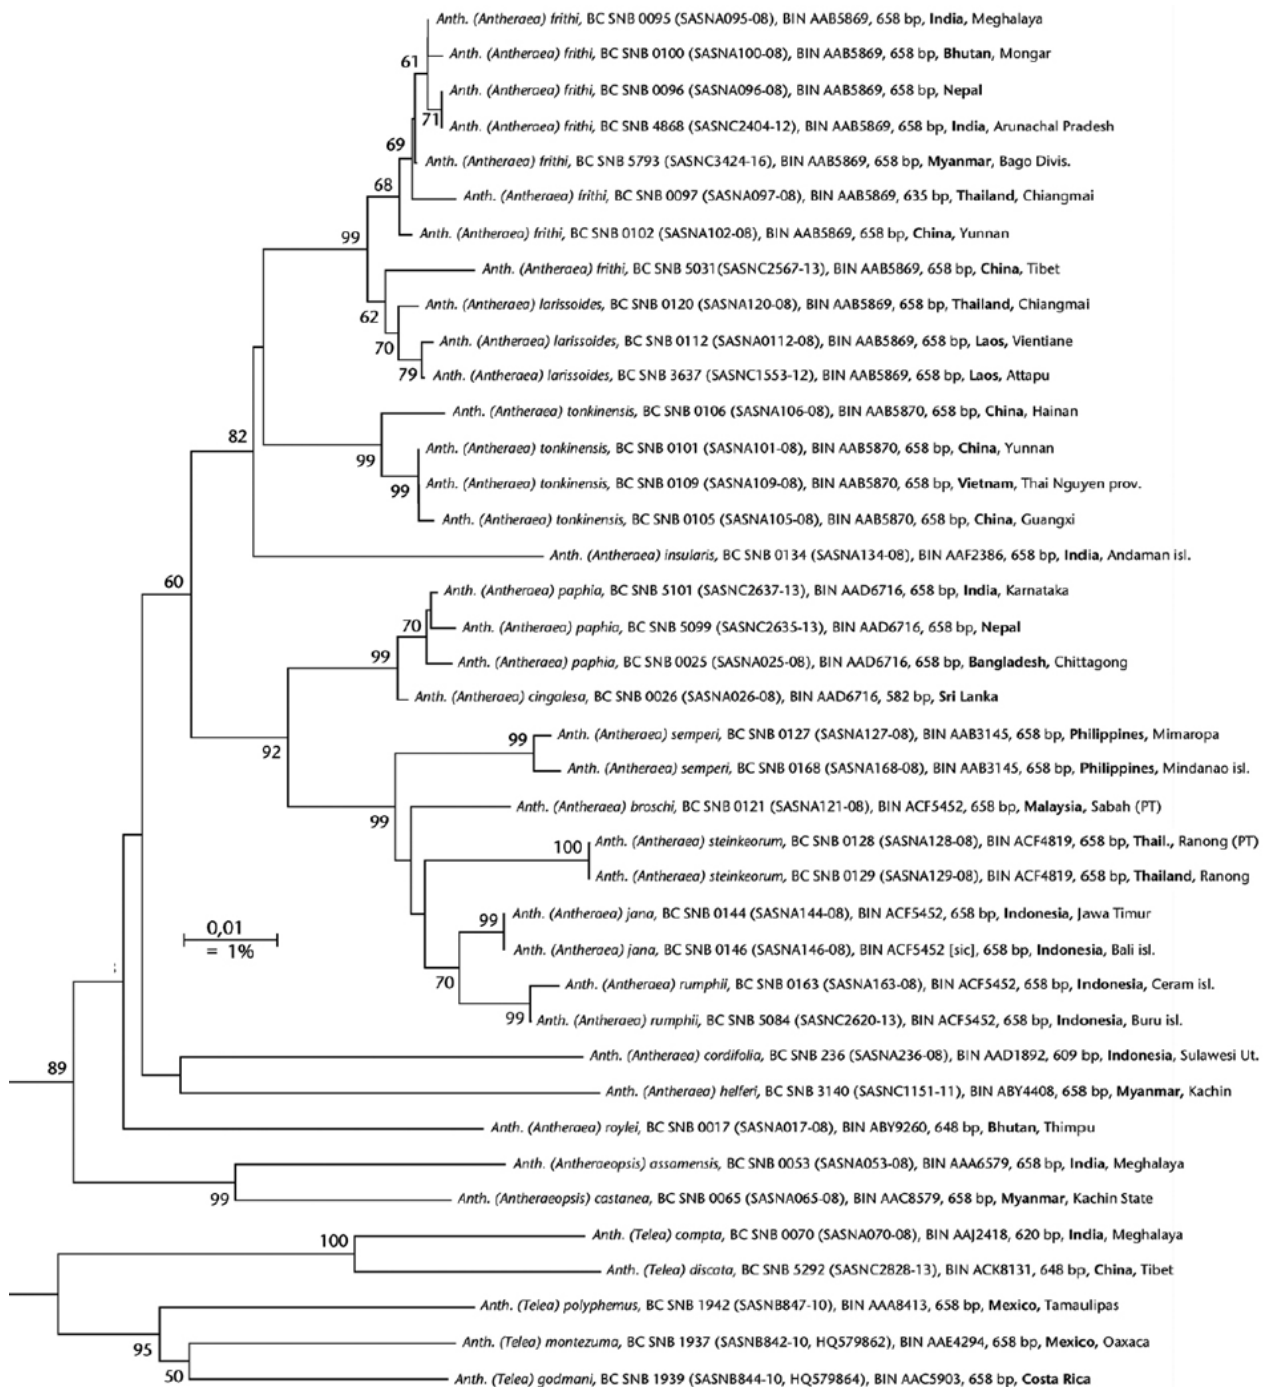 Anth. (Antheraea) frithi, BC SNB 0095 (SASNA095-08), BIN AAB5869, 658 bp, India, Meghalaya
Anth. (Antheraea) frithi, BC SNB 0100 (SASNA100-08), BIN AAB5869, 658 bp, Bhutan, Mongar
61
Anth. (Antheraea) frithi, BC SNB 0096 (SASNA096-08), BIN AAB5869, 658 bp, Nepal
71
Anth. (Antheraea) frithi, BC SNB 4868 (SASNC2404-12), BIN AAB5869, 658 bp, India, Arunachal Pradesh
69
Anth. (Antheraea) frithi, BC SNB 5793 (SASNC3424-16), BIN AAB5869, 658 bp, Myanmar, Bago Divis.
68
Anth. (Antheraea) frithi, BC SNB 0097 (SASNA097-08), BIN AAB5869, 635 bp, Thailand, Chiangmai
99
Anth. (Antheraea) frithi, BC SNB 0102 (SASNA102-08), BIN AAB5869, 658 bp, China, Yunnan
Anth. (Antheraea) frithi, BC SNB 5031(SASNC2567-13), BIN AAB5869, 658 bp, China, Tibet
62
Anth. (Antheraea) larissoides, BC SNB 0120 (SASNA120-08), BIN AAB5869, 658 bp, Thailand, Chiangmai
70
Anth. (Antheraea) larissoides, BC SNB 0112 (SASNA0112-08), BIN AAB5869, 658 bp, Laos, Vientiane
79
Anth. (Antheraea) larissoides, BC SNB 3637 (SASNC1553-12), BIN AAB5869, 658 bp, Laos, Attapu
Anth. (Antheraea) tonkinensis, BC SNB 0106 (SASNA106-08), BIN AAB5870, 658 bp, China, Hainan
82
99
Anth. (Antheraea) tonkinensis, BC SNB 0101 (SASNA101-08), BIN AAB5870, 658 bp, China, Yunnan
99
Anth. (Antheraea) tonkinensis, BC SNB 0109 (SASNA109-08), BIN AAB5870, 658 bp, Vietnam, Thai Nguyen prov.
Anth. (Antheraea) tonkinensis, BC SNB 0105 (SASNA105-08), BIN AAB5870, 658 bp, China, Guangxi
Anth. (Antheraea) insularis, BC SNB 0134 (SASNA134-08), BIN AAF2386, 658 bp, India, Andaman isl.
60
Anth. (Antheraea) paphia, BC SNB 5101 (SASNC2637-13), BIN AAD6716, 658 bp, India, Karnataka
70
Anth. (Antheraea) paphia, BC SNB 5099 (SASNC2635-13), BIN AAD6716, 658 bp, Nepal
99
Anth. (Antheraea) paphia, BC SNB 0025 (SASNA025-08), BIN AAD6716, 658 bp, Bangladesh, Chittagong
Anth. (Antheraea) cingalesa, BC SNB 0026 (SASNA026-08), BIN AAD6716, 582 bp, Sri Lanka
92
99
Anth. (Antheraea) semperi, BC SNB 0127 (SASNA127-08), BIN AAB3145, 658 bp, Philippines, Mimaropa
Anth. (Antheraea) semperi, BC SNB 0168 (SASNA168-08), BIN AAB3145, 658 bp, Philippines, Mindanao isl.
99
Anth. (Antheraea) broschi, BC SNB 0121 (SASNA121-08), BIN ACF5452, 658 bp, Malaysia, Sabah (PT)
100
Anth. (Antheraea) steinkeorum, BC SNB 0128 (SASNA128-08), BIN ACF4819, 658 bp, Thail., Ranong (PT)
Anth. (Antheraea) steinkeorum, BC SNB 0129 (SASNA129-08), BIN ACF4819, 658 bp, Thailand, Ranong
99
Anth. (Antheraea) jana, BC SNB 0144 (SASNA144-08), BIN ACF5452, 658 bp, Indonesia, Jawa Timur
0,01
= 1%
Anth. (Antheraea) jana, BC SNB 0146 (SASNA146-08), BIN ACF5452 [sic], 658 bp, Indonesia, Bali isl.
70
Anth. (Antheraea) rumphii, BC SNB 0163 (SASNA163-08), BIN ACF5452, 658 bp, Indonesia, Ceram isl.
99
Anth. (Antheraea) rumphii, BC SNB 5084 (SASNC2620-13), BIN ACF5452, 658 bp, Indonesia, Buru isl.
89
Anth. (Antheraea) cordifolia, BC SNB 236 (SASNA236-08), BIN AAD1892, 609 bp, Indonesia, Sulawesi Ut.
Anth. (Antheraea) helferi, BC SNB 3140 (SASNC1151-11), BIN ABY4408, 658 bp, Myanmar, Kachin
Anth. (Antheraea) roylei, BC SNB 0017 (SASNA017-08), BIN ABY9260, 648 bp, Bhutan, Thimpu
Anth. (Antheraeopsis) assamensis, BC SNB 0053 (SASNA053-08), BIN AAA6579, 658 bp, India, Meghalaya
99
Anth. (Antheraeopsis) castanea, BC SNB 0065 (SASNA065-08), BIN AAC8579, 658 bp, Myanmar, Kachin State
100
Anth. (Telea) compta, BC SNB 0070 (SASNA070-08), BIN AAJ2418, 620 bp, India, Meghalaya
Anth. (Telea) discata, BC SNB 5292 (SASNC2828-13), BIN ACK8131, 648 bp, China, Tibet
Anth. (Telea) polyphemus, BC SNB 1942 (SASNB847-10), BIN AAA8413, 658 bp, Mexico, Tamaulipas
95
Anth. (Telea) montezuma, BC SNB 1937 (SASNB842-10, HQ579862), BIN AAE4294, 658 bp, Mexico, Oaxaca
50
Anth. (Telea) godmani, BC SNB 1939 (SASNB844-10, HQ579864), BIN AAC5903, 658 bp, Costa Rica